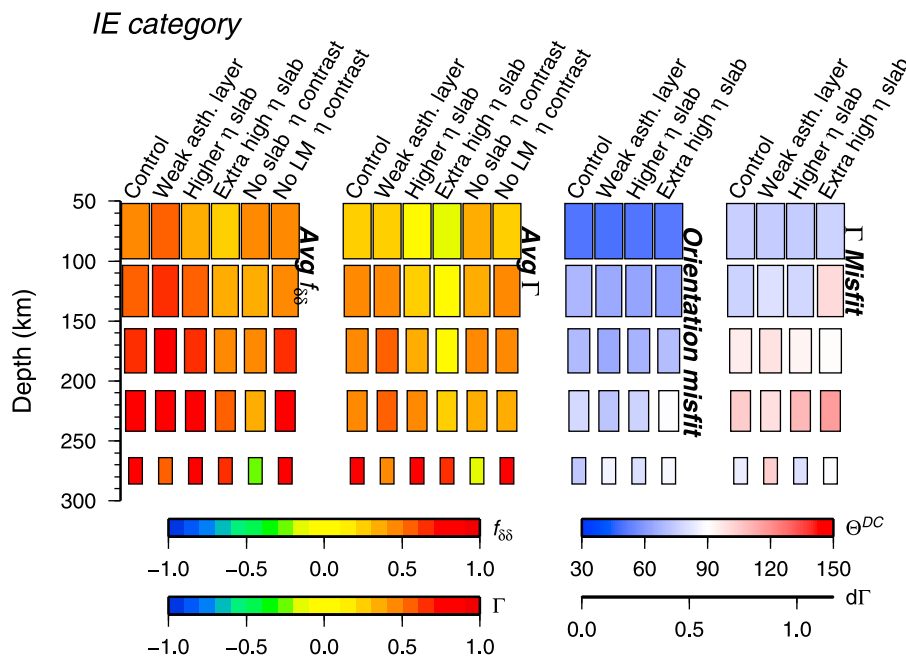 IE category
Control
Weak asth. layer
Higher η slab
Extra high η slab
No slab η contrast
No LM η contrast
Control
Weak asth. layer
Higher η slab
Extra high η slab
No slab η contrast
No LM η contrast
Control
Weak asth. layer
Higher η slab
Extra high η slab
Control
Weak asth. layer
Higher η slab
Extra high η slab
Depth (km)
50
100
150
200
250
300
Avg f δδ
Avg Γ
Orientation misfit
Γ Misfit
f δδ
−1.0 −0.5 0.0 0.5 1.0
Γ
−1.0 −0.5 0.0 0.5 1.0
Θ^DC
30 60 90 120 150
dΓ
0.0 0.5 1.0